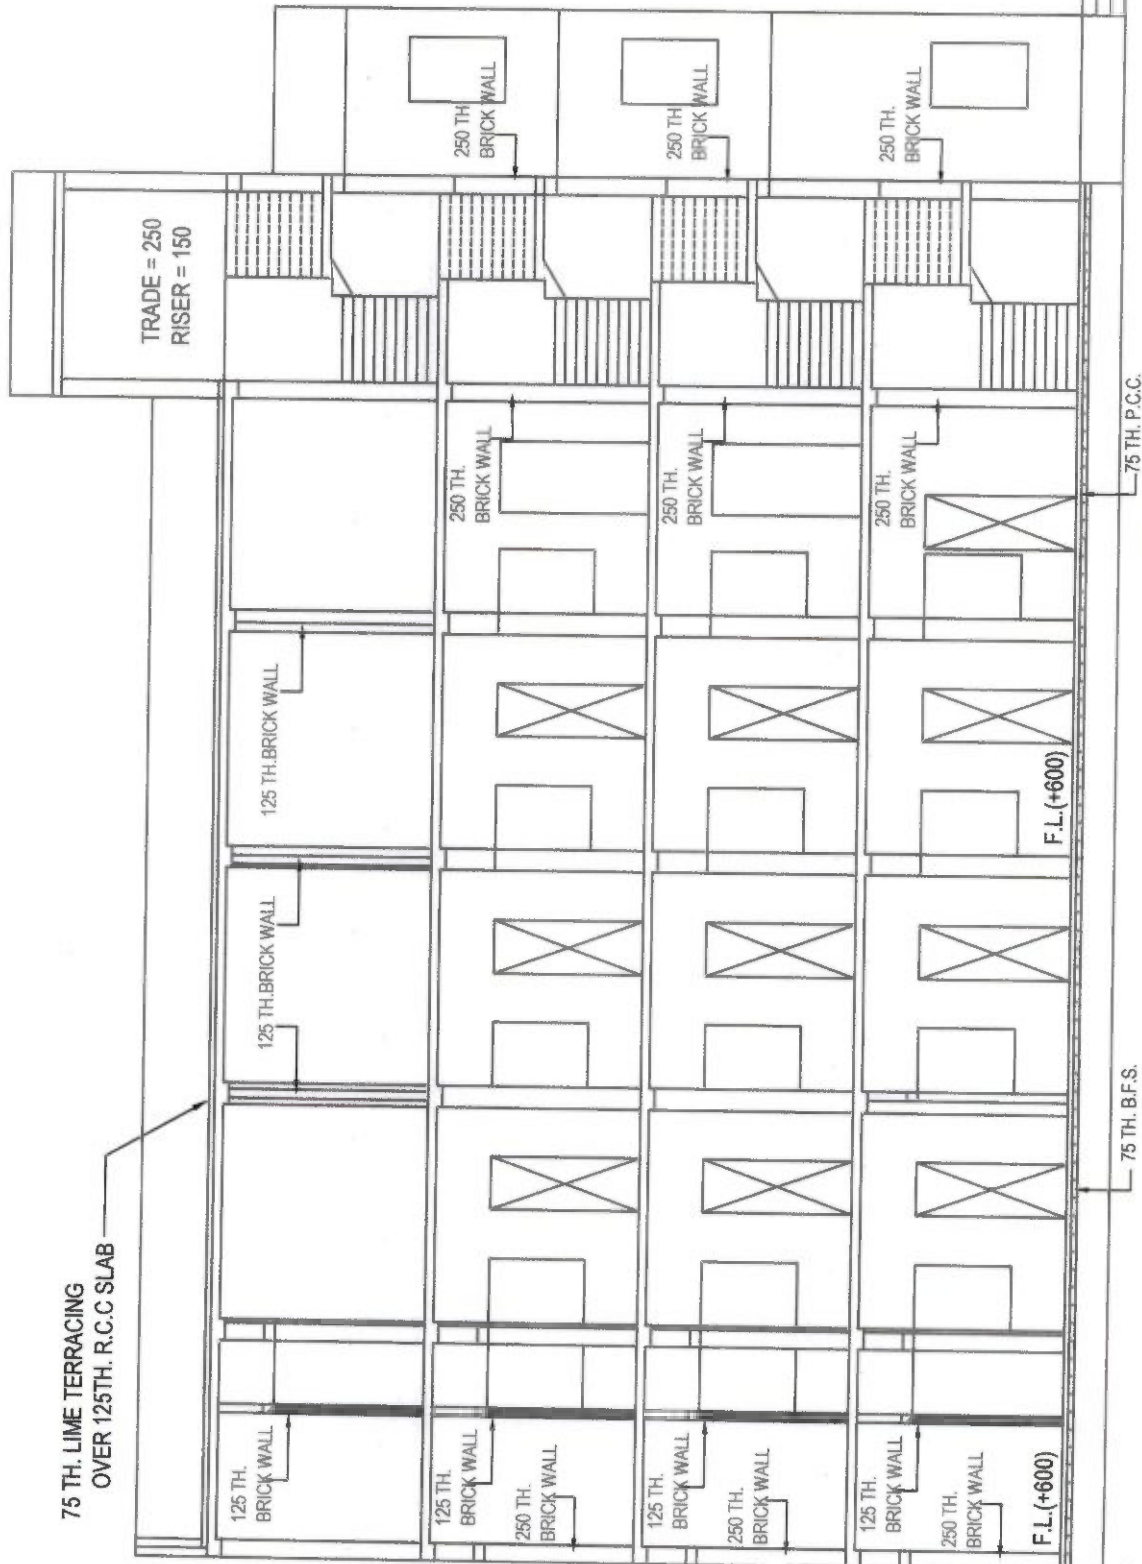 75 TH. LIME TERRACING
OVER 125TH. R.C.C SLAB
TRADE = 250
RISER = 150
125 TH.
BRICK WALL
125 TH.BRICK WALL
125 TH.BRICK WALL
250 TH
BRICK WALL
125 TH.
BRICK WALL
250 TH.
BRICK WALL
250 TH.
BRICK WALL
250 TH.
BRICK WALL
125 TH.
BRICK WALL
250 TH.
BRICK WALL
250 TH.
BRICK WALL
250 TH.
BRICK WALL
125 TH.
BRICK WALL
250 TH.
BRICK WALL
250 TH.
BRICK WALL
F.L.(+600)
F.L.(+600)
75 TH. B.F.S.
75 TH. P.C.C.